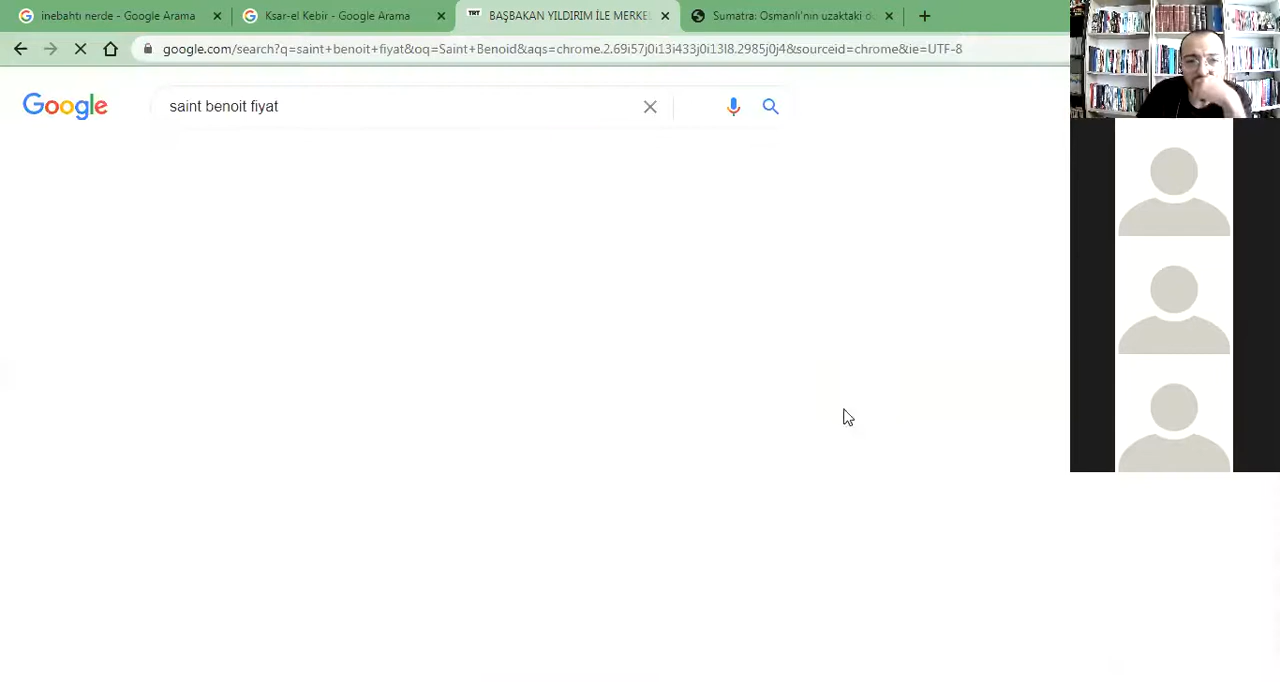 inebahtı nerde - Google Arama
Ksar-el Kebir - Google Arama
TRT BAŞBAKAN YILDIRIM İLE MERKE
Sumatra: Osmanlı'nın uzaktaki d
google.com/search?q=saint+benoit+fiyat&oq=Saint+Benoid&aqs=chrome.2.69i57j0i13i433j0i13l8.2985j0j4&sourceid=chrome&ie=UTF-8
Google
saint benoit fiyat